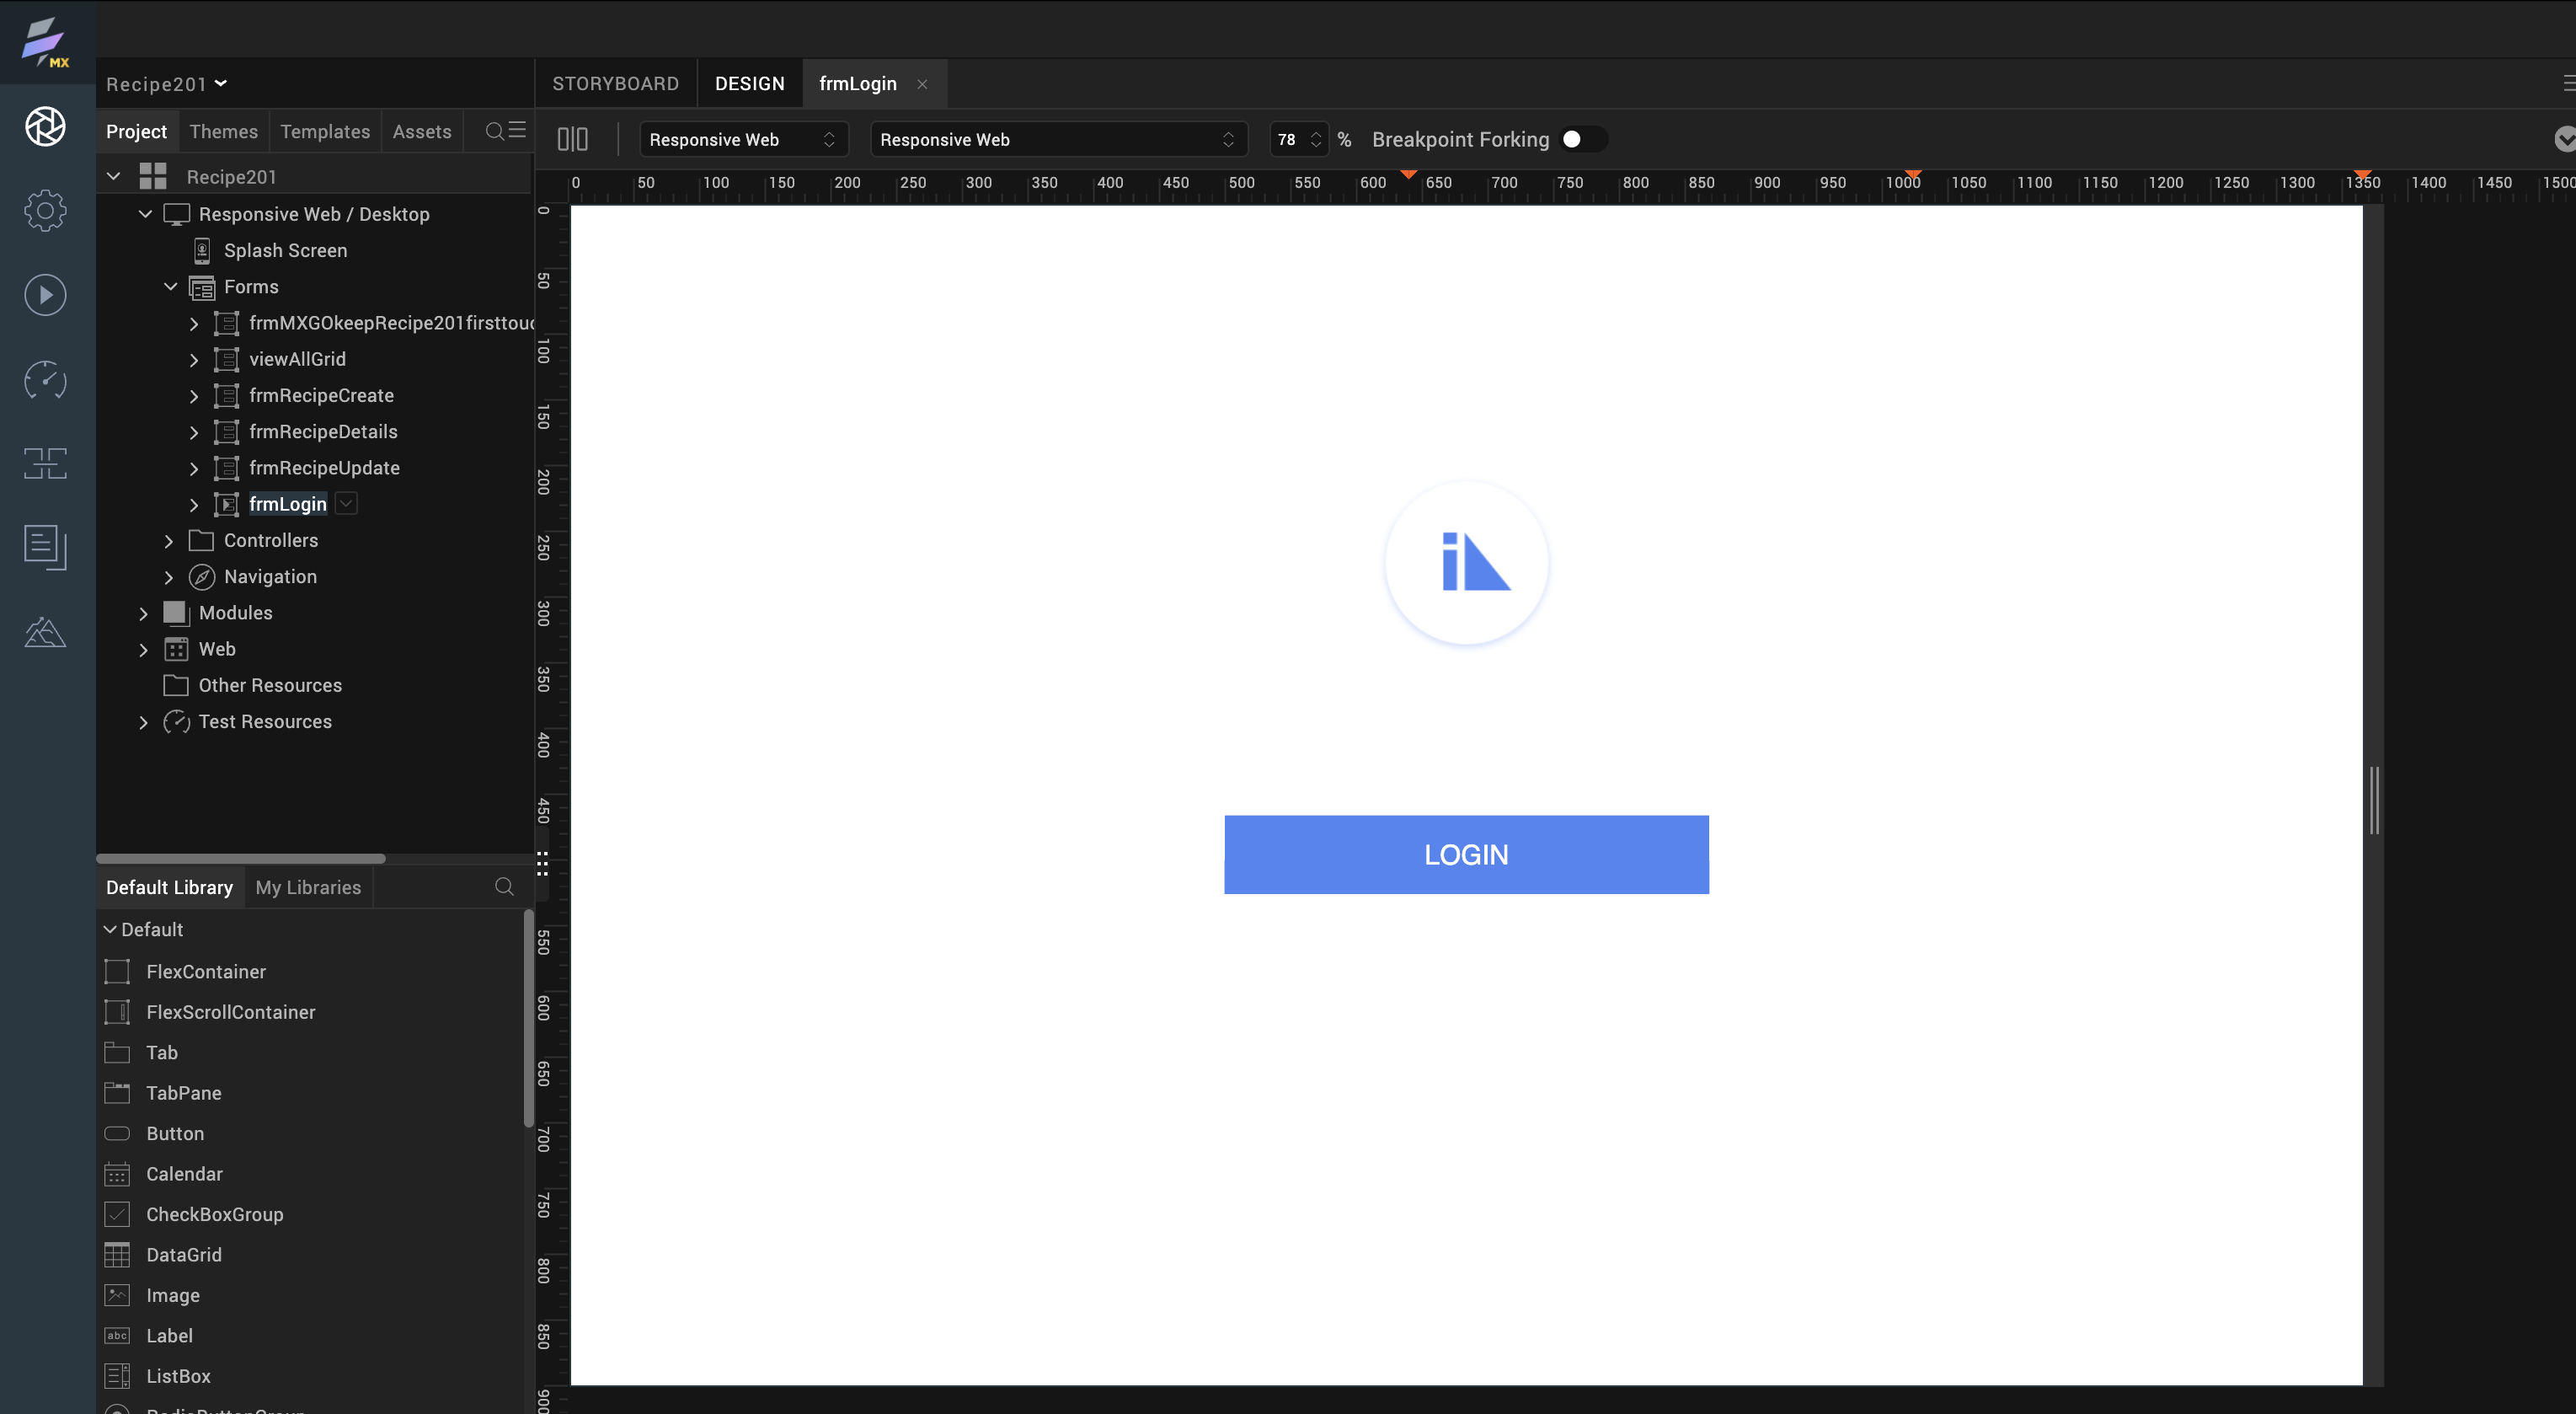 MX
Recipe201
STORYBOARD
DESIGN
frmLogin
Project
Themes
Templates
Assets
Responsive Web
Responsive Web
78
%
Breakpoint Forking
Recipe201
Responsive Web / Desktop
Splash Screen
Forms
frmMXGOkeepRecipe201firsttouc
viewAllGrid
frmRecipeCreate
frmRecipeDetails
frmRecipeUpdate
frmLogin
Controllers
Navigation
Modules
Web
Other Resources
Test Resources
Default Library
My Libraries
Default
FlexContainer
FlexScrollContainer
Tab
TabPane
Button
Calendar
CheckBoxGroup
DataGrid
Image
abc
Label
ListBox
RadioButtonGroup
0 50 100 150 200 250 300 350 400 450 500 550 600 650 700 750 800 850 900 950 1000 1050 1100 1150 1200 1250 1300 1350 1400 1450 1500
0
50
100
150
200
250
300
350
400
450
550
600
650
700
750
800
850
900
LOGIN